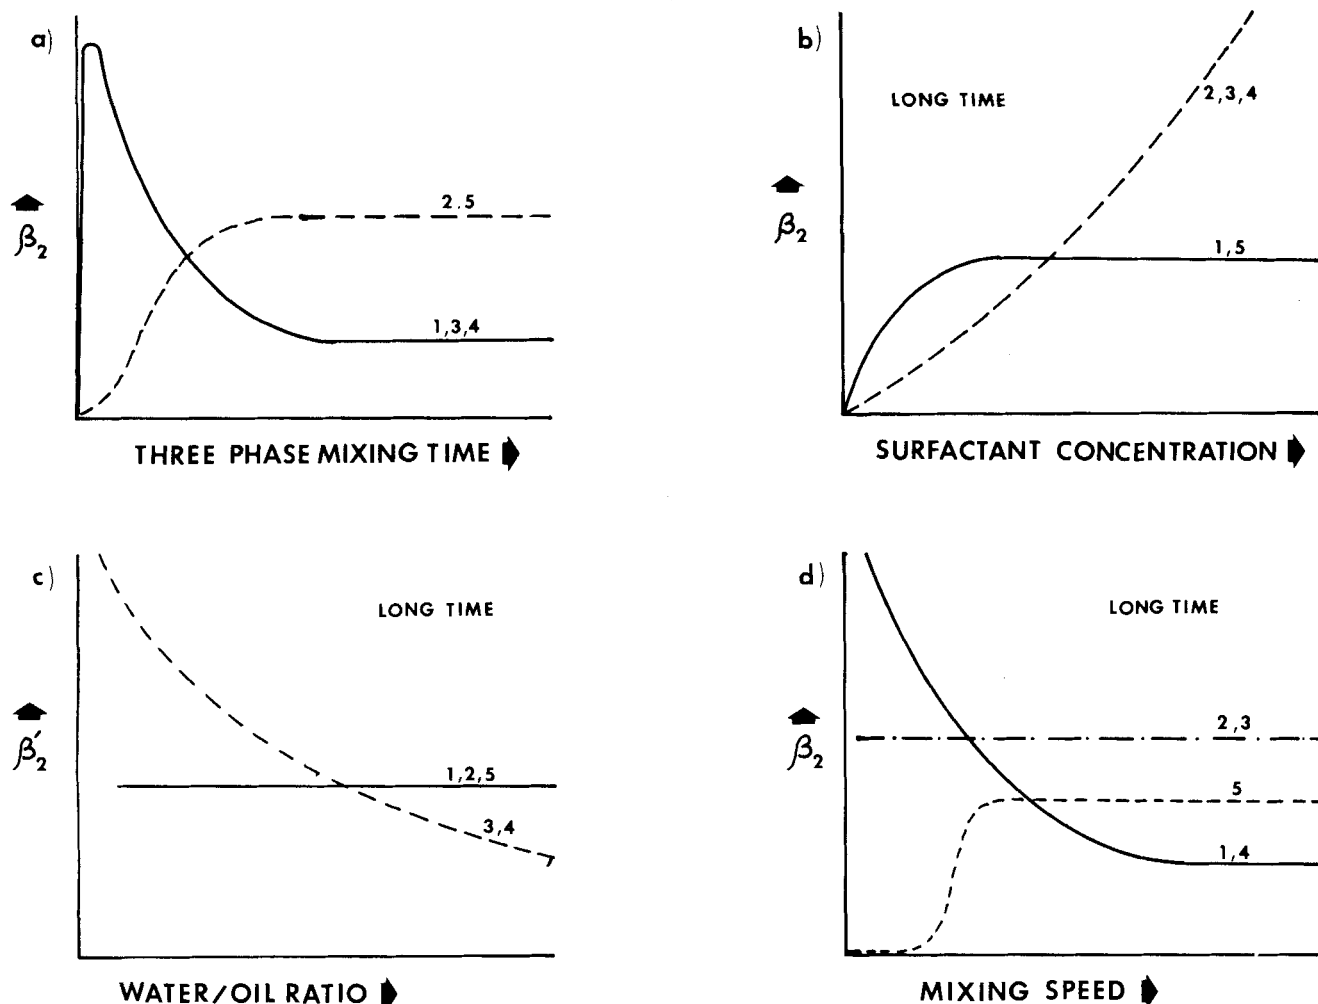 a)
β₂
2.5
1,3,4
THREE PHASE MIXING TIME
b)
LONG TIME
β₂
2,3,4
1,5
SURFACTANT CONCENTRATION
c)
LONG TIME
β₂′
1,2,5
3,4
WATER/OIL RATIO
d)
LONG TIME
β₂
2,3
5
1,4
MIXING SPEED